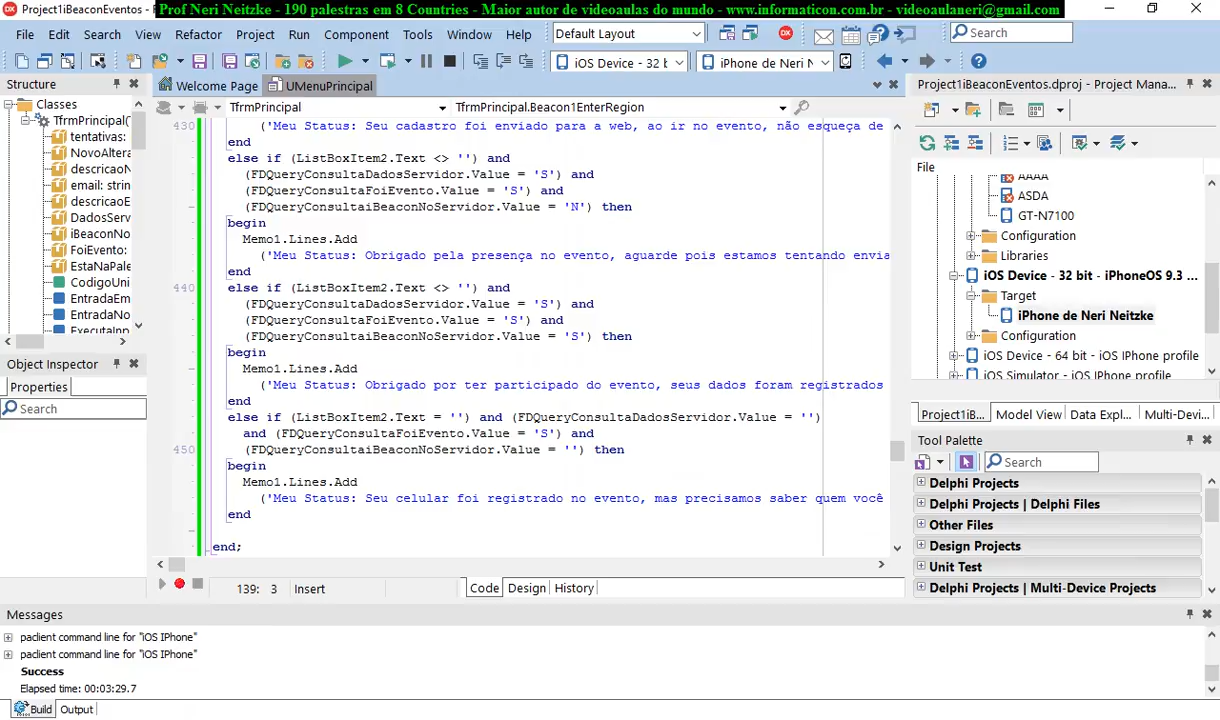 Project1iBeaconEventos -
Prof Neri Neitzke - 190 palestras em 8 Countries - Maior autor de videoaulas do mundo - www.informaticon.com.br - videoaulaneri@gmail.com
File Edit Search View Refactor Project Run Component Tools Window Help
Default Layout
Search
iOS Device - 32 b
iPhone de Neri N
Structure
Welcome Page
UMenuPrincipal
Project1iBeaconEventos.dproj - Project Mana...
Classes
TfrmPrincipal
TfrmPrincipal.Beacon1EnterRegion
TfrmPrincipal('
tentativas:
NovoAltera
descricaoN
email: strin
descricaoE
DadosServ
iBeaconNo
FoiEvento:
EstaNaPale
CodigoUni
EntradaEm
EntradaNo
430
('Meu Status: Seu cadastro foi enviado para a web, ao ir no evento, não esqueça de
end
else if (ListBoxItem2.Text <> '') and
(FDQueryConsultaDadosServidor.Value = 'S') and
(FDQueryConsultaFoiEvento.Value = 'S') and
(FDQueryConsultaiBeaconNoServidor.Value = 'N') then
begin
Memo1.Lines.Add
('Meu Status: Obrigado pela presença no evento, aguarde pois estamos tentando envia
end
440
else if (ListBoxItem2.Text <> '') and
(FDQueryConsultaDadosServidor.Value = 'S') and
(FDQueryConsultaFoiEvento.Value = 'S') and
(FDQueryConsultaiBeaconNoServidor.Value = 'S') then
begin
Memo1.Lines.Add
('Meu Status: Obrigado por ter participado do evento, seus dados foram registrados
end
else if (ListBoxItem2.Text = '') and (FDQueryConsultaDadosServidor.Value = '')
and (FDQueryConsultaFoiEvento.Value = 'S') and
450
(FDQueryConsultaiBeaconNoServidor.Value = '') then
begin
Memo1.Lines.Add
('Meu Status: Seu celular foi registrado no evento, mas precisamos saber quem você
end
end;
File
AAAA
ASDA
GT-N7100
Configuration
Libraries
iOS Device - 32 bit - iPhoneOS 9.3 ...
Target
iPhone de Neri Neitzke
Configuration
iOS Device - 64 bit - iOS IPhone profile
iOS Simulator - iOS IPhone profile
Object Inspector
Properties
Search
Project1iB...
Model View
Data Expl...
Multi-Devi...
Tool Palette
Search
Delphi Projects
Delphi Projects | Delphi Files
Other Files
Design Projects
Unit Test
Delphi Projects | Multi-Device Projects
139: 3
Insert
Code
Design
History
Messages
paclient command line for "iOS IPhone"
paclient command line for "iOS IPhone"
Success
Elapsed time: 00:03:29.7
Build
Output